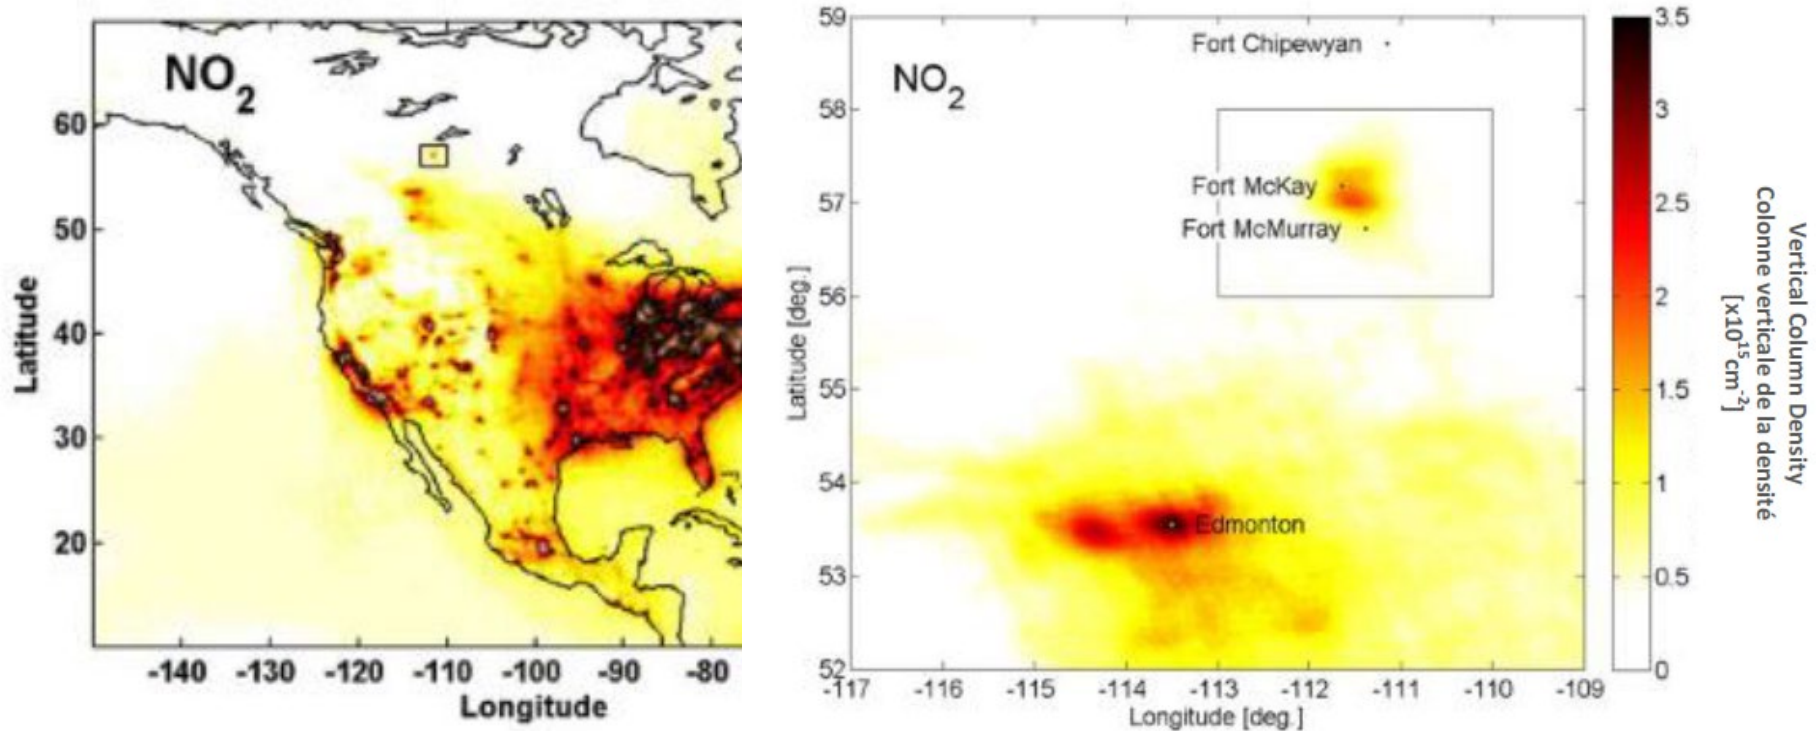 NO2
60
50
40
30
20
Latitude
-140 -130 -120 -110 -100 -90 -80
Longitude
NO2
59
58
57
56
55
54
53
52
Latitude [deg.]
Fort Chipewyan
Fort McKay
Fort McMurray
Edmonton
-117 -116 -115 -114 -113 -112 -111 -110 -109
Longitude [deg.]
3.5
3
2.5
2
1.5
1
0.5
0
Vertical Column Density
Colonne verticale de la densité
[x10^15 cm^-2]